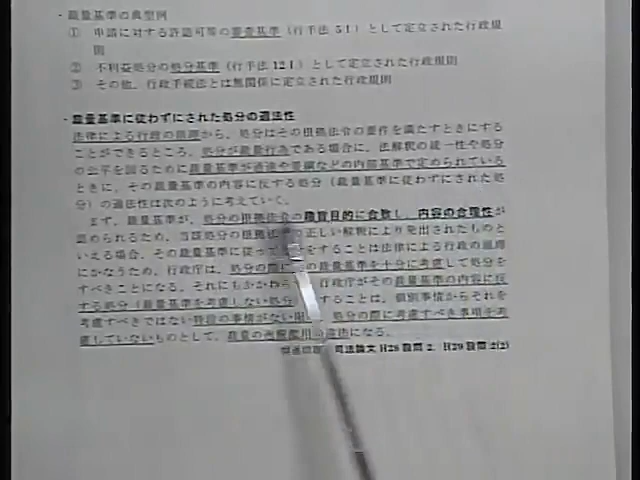 ・裁量基準の典型例
① 申請に対する許認可等の審査基準（行手法5Ⅰ）として定立された行政規
則
② 不利益処分の処分基準（行手法12Ⅰ）として定立された行政規則
③ その他、行政手続法とは無関係に定立された行政規則
・裁量基準に従わずにされた処分の適法性
法律による行政の原理から、処分はその根拠法令の要件を満たすときにする
ことができるところ、処分が裁量行為である場合に、法解釈の統一性や処分
の公平を図るために裁量基準が通達や要綱などの内部基準で定められている
ときに、その裁量基準の内容に反する処分（裁量基準に従わずにされた処
分）の適法性は次のように考えていく。
まず、裁量基準が、処分の根拠法令の趣旨目的に合致し、内容の合理性が
認められるため、当該処分の根拠法 正しい解釈により発出されたものと
いえる場合、その裁量基準に従っ をすることは法律による行政の原理
にかなうため、行政庁は、処分の際に の裁量基準を十分に考慮して処分を
すべきことになる。それにもかかわ 行政庁がその裁量基準の内容に反
する処分（裁量基準を考慮しない処分 することは、個別事情からそれを
考慮すべきではない特段の事情がない限 処分の際に考慮すべき事項を考
慮していないものとして、裁量の逸脱濫用の違法になる。
司法論文 H28 設問 2、H29 設問 2(2)